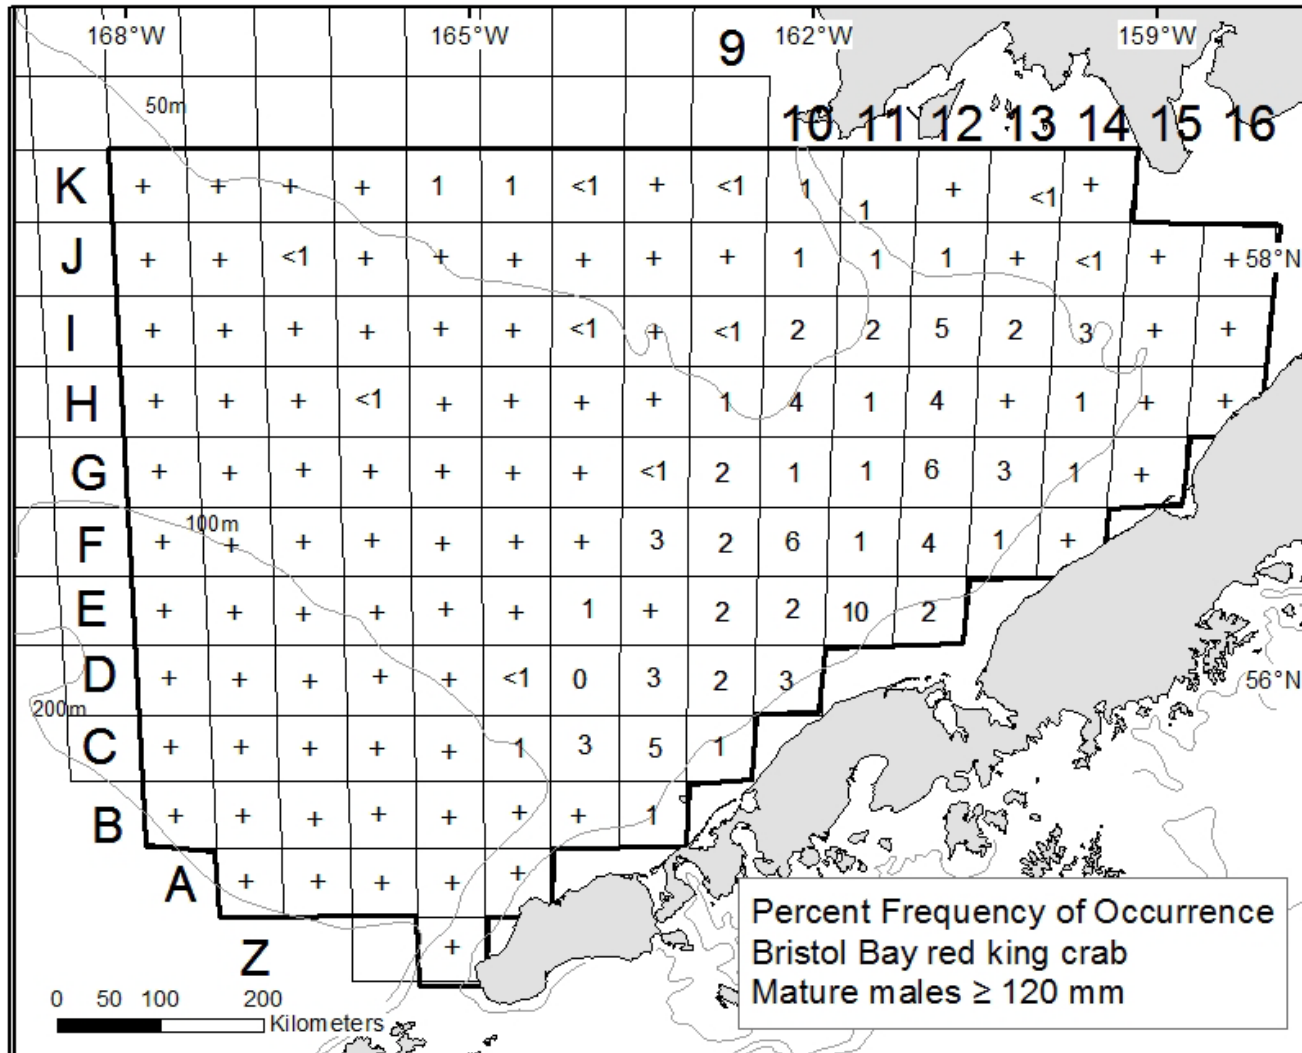 168°W 165°W 162°W 159°W
9
50m
10 11 12 13 14 15 16
K + + + + 1 1 <1 + <1 1 1 + <1 +
J + + <1 + + + + + + 1 1 1 + <1 + + 58°N
I + + + + + + <1 + <1 2 2 5 2 3 + +
H + + + <1 + + + + 1 4 1 4 + 1 + +
G + + + + + + + <1 2 1 1 6 3 1 +
100m
F + + + + + + + 3 2 6 1 4 1 +
E + + + + + + 1 + 2 2 10 2
D + + + + + <1 0 3 2 3 56°N
200m
C + + + + + 1 3 5 1
B + + + + + + + 1
A + + + + +
Z +
Percent Frequency of Occurrence
Bristol Bay red king crab
Mature males ≥ 120 mm
0 50 100 200
Kilometers